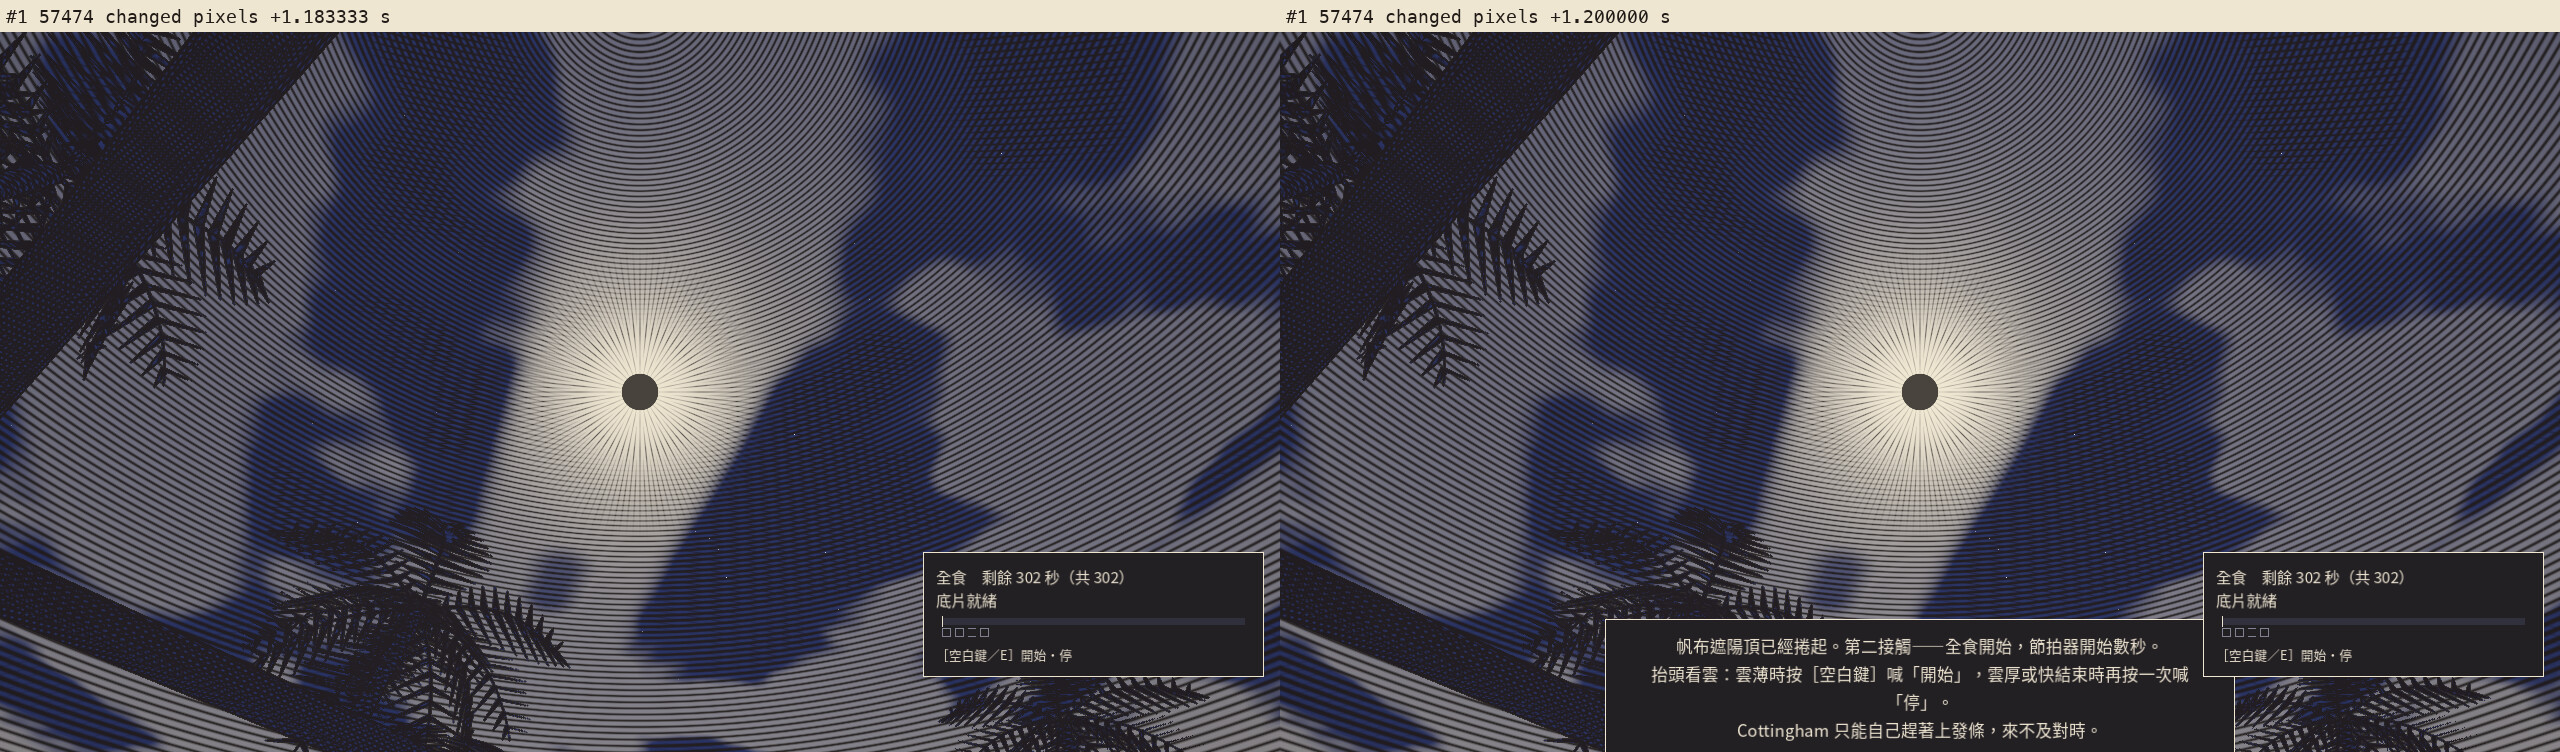 #1 57474 changed pixels +1.183333 s
全食　剩餘 302 秒（共 302）
底片就緒
［空白鍵／E］開始・停
#1 57474 changed pixels +1.200000 s
全食　剩餘 302 秒（共 302）
底片就緒
［空白鍵／E］開始・停
帆布遮陽頂已經捲起。第二接觸——全食開始，節拍器開始數秒。
抬頭看雲：雲薄時按［空白鍵］喊「開始」，雲厚或快結束時再按一次喊
「停」。
Cottingham 只能自己趕著上發條，來不及對時。